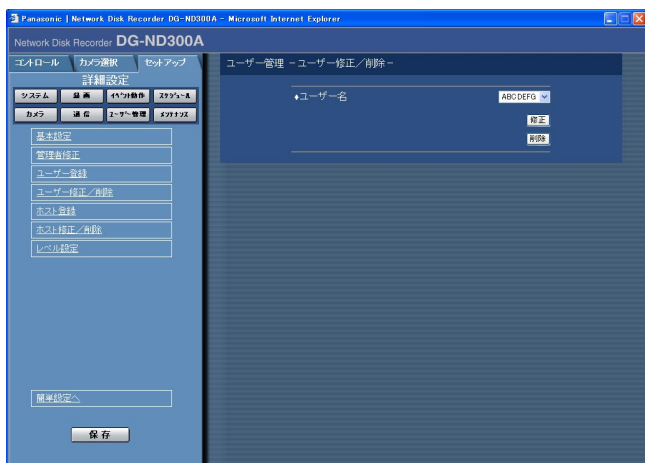 Panasonic | Network Disk Recorder DG-ND300A - Microsoft Internet Explorer
Network Disk Recorder DG-ND300A
コントロール カメラ選択 セットアップ
詳細設定
システム 録画 イベント動作 スケジュール
カメラ 通信 ユーザー管理 メンテナンス
基本設定
管理者修正
ユーザー登録
ユーザー修正/削除
ホスト登録
ホスト修正/削除
レベル設定
簡単設定へ
保存
ユーザー管理 -ユーザー修正/削除-
♦ユーザー名 ABCDEFG
修正
削除